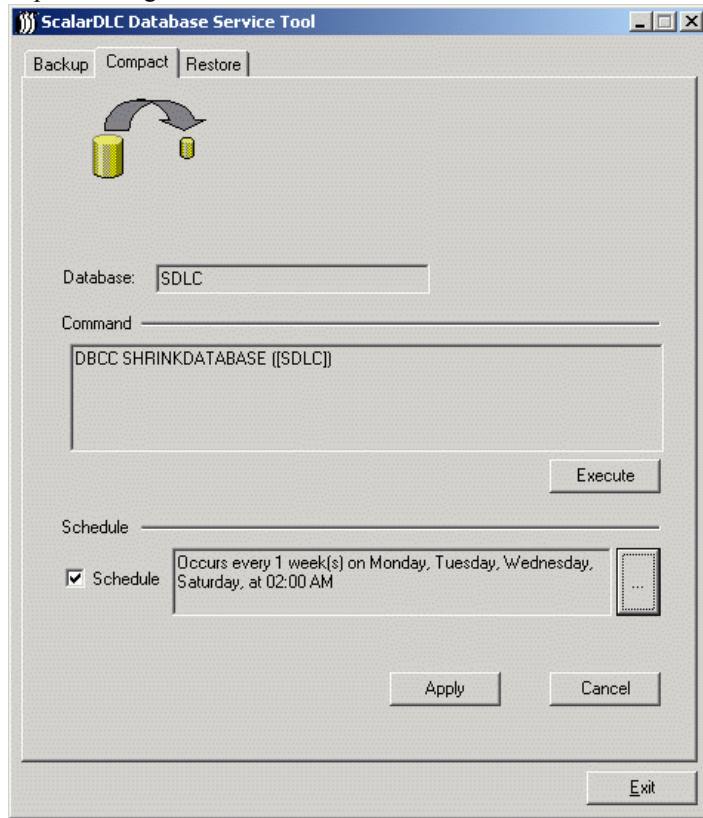 ScalarDLC Database Service Tool
Backup Compact Restore
Database: SDLC
Command
DBCC SHRINKDATABASE ([SDLC])
Execute
Schedule
Schedule
Occurs every 1 week(s) on Monday, Tuesday, Wednesday,
Saturday, at 02:00 AM
...
Apply Cancel
Exit